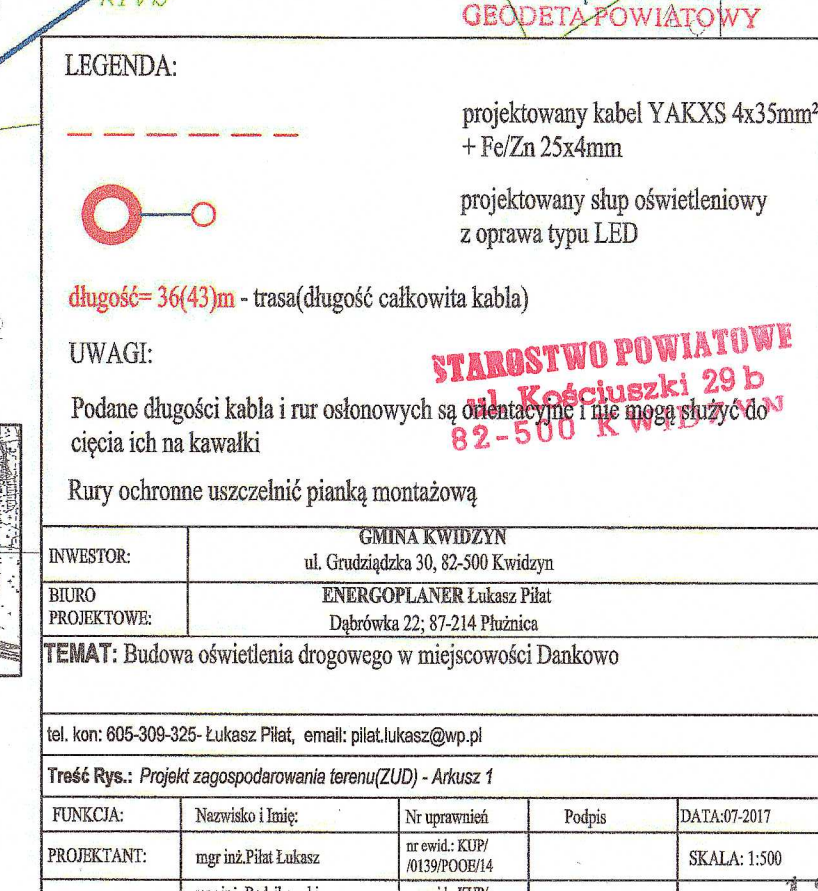 GEODETA POWIATOWY
LEGENDA:
projektowany kabel YAKXS 4x35mm²
+ Fe/Zn 25x4mm
projektowany słup oświetleniowy
z oprawa typu LED
długość= 36(43)m - trasa(długość całkowita kabla)
UWAGI:
STAROSTWO POWIATOWE
ul. Kościuszki 29 b
82-500 KWIDZYN
Podane długości kabla i rur osłonowych są orientacyjne i nie mogą służyć do
cięcia ich na kawałki
Rury ochronne uszczelnić pianką montażową
INWESTOR:
GMINA KWIDZYN
ul. Grudziądzka 30, 82-500 Kwidzyn
BIURO
PROJEKTOWE:
ENERGOPLANER Łukasz Piłat
Dąbrówka 22; 87-214 Płużnica
TEMAT: Budowa oświetlenia drogowego w miejscowości Dankowo
tel. kon: 605-309-325- Łukasz Piłat, email: pilat.lukasz@wp.pl
Treść Rys.: Projekt zagospodarowania terenu(ZUD) - Arkusz 1
FUNKCJA: Nazwisko i Imię: Nr uprawnień Podpis DATA:07-2017
PROJEKTANT: mgr inż.Piłat Łukasz nr ewid.: KUP/
/0139/POOE/14 SKALA: 1:500